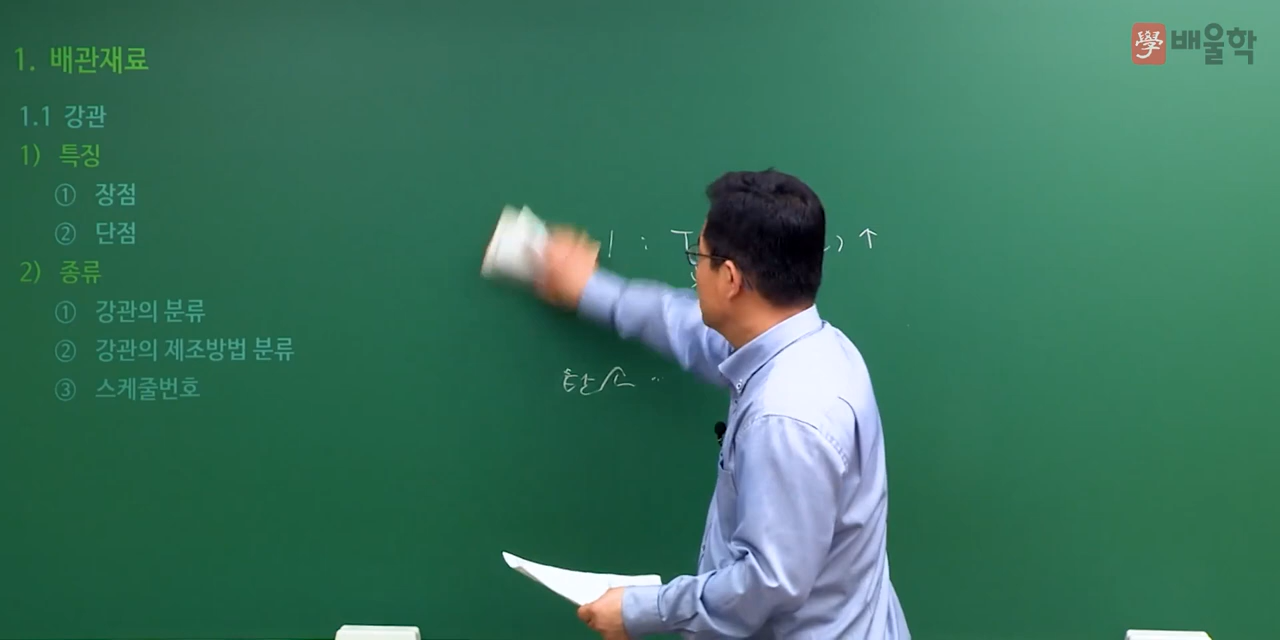 學 배울학
1. 배관재료
1.1 강관
1) 특징
① 장점
② 단점
2) 종류
① 강관의 분류
② 강관의 제조방법 분류
③ 스케줄번호
: T ) ↑
탄소